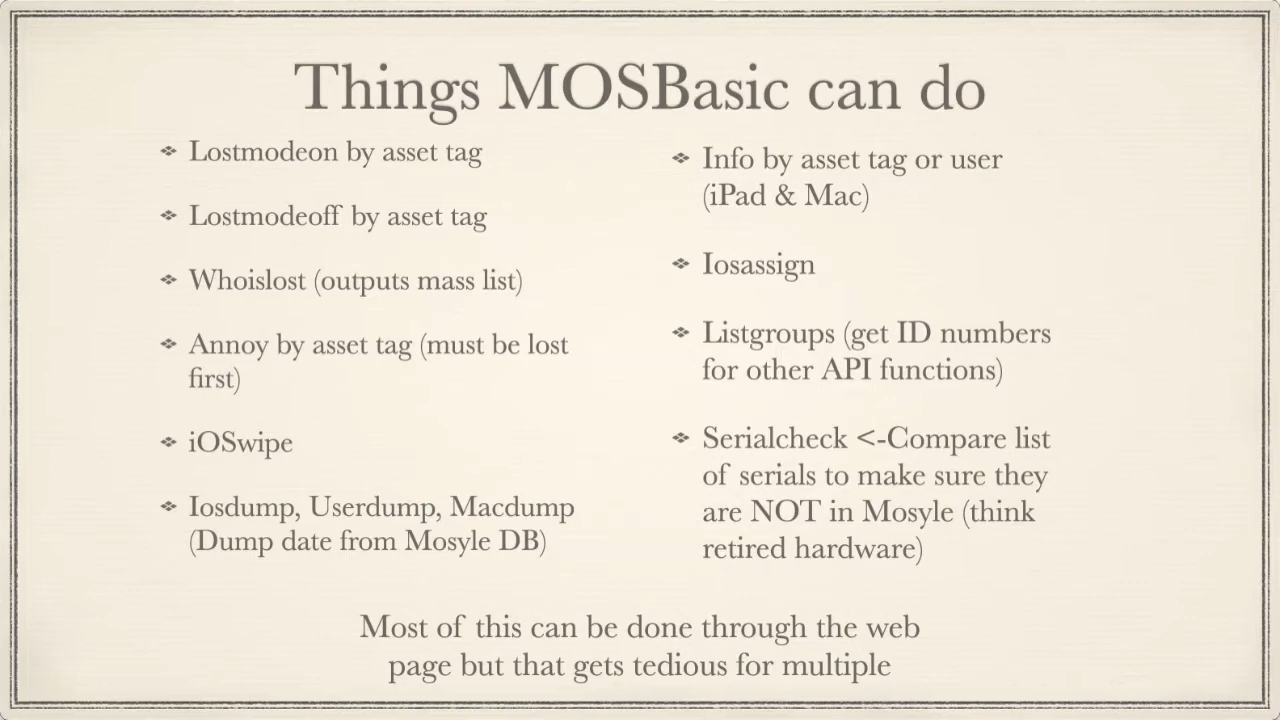 Things MOSBasic can do
Lostmodeon by asset tag
Lostmodeoff by asset tag
Whoislost (outputs mass list)
Annoy by asset tag (must be lost
first)
iOSwipe
Iosdump, Userdump, Macdump
(Dump date from Mosyle DB)
Info by asset tag or user
(iPad & Mac)
Iosassign
Listgroups (get ID numbers
for other API functions)
Serialcheck <-Compare list
of serials to make sure they
are NOT in Mosyle (think
retired hardware)
Most of this can be done through the web
page but that gets tedious for multiple